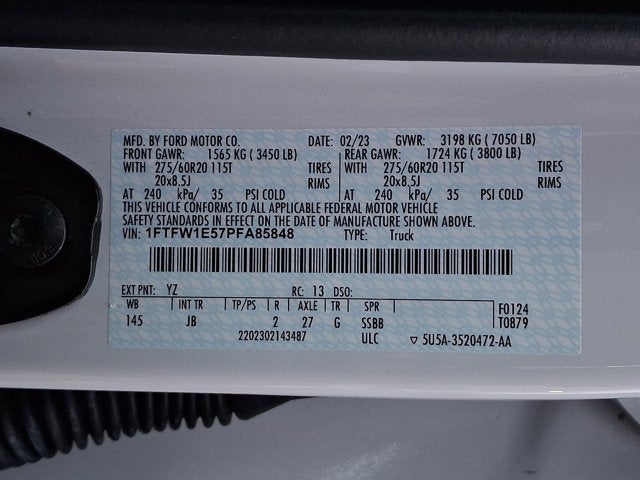 MFD. BY FORD MOTOR CO. DATE: 02/23 GVWR: 3198 KG ( 7050 LB)
FRONT GAWR: 1565 KG ( 3450 LB) REAR GAWR: 1724 KG ( 3800 LB)
WITH 275/60R20 115T TIRES WITH 275/60R20 115T TIRES
20x8.5J RIMS 20x8.5J RIMS
AT 240 kPa/ 35 PSI COLD AT 240 kPa/ 35 PSI COLD
THIS VEHICLE CONFORMS TO ALL APPLICABLE FEDERAL MOTOR VEHICLE
SAFETY STANDARDS IN EFFECT ON THE DATE OF MANUFACTURE SHOWN ABOVE.
VIN: 1FTFW1E57PFA85848 TYPE: Truck
EXT PNT: YZ RC: 13 DSO:
WB INT TR TP/PS R AXLE TR SPR F0124
145 JB 2 27 G SSBB T0879
2202302143487 ULC ▽ 5U5A-3520472-AA